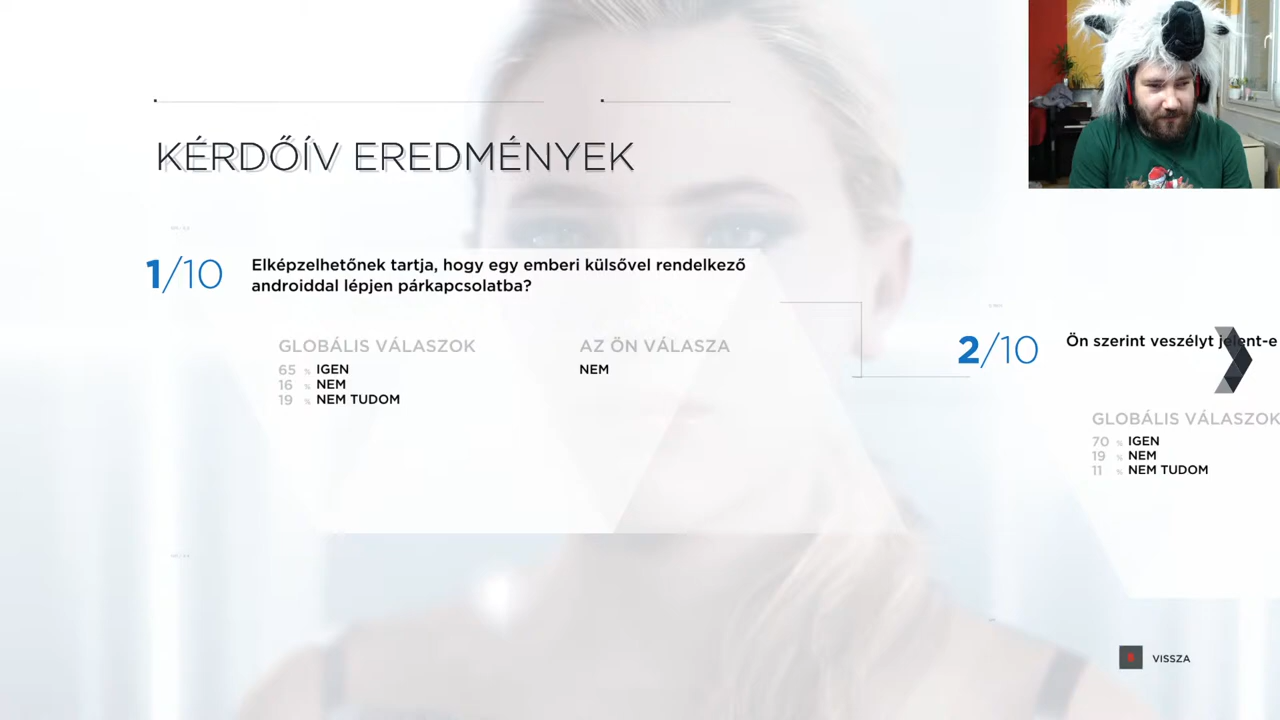 KÉRDŐÍV EREDMÉNYEK
1/10
Elképzelhetőnek tartja, hogy egy emberi külsővel rendelkező
androiddal lépjen párkapcsolatba?
GLOBÁLIS VÁLASZOK
65 % IGEN
16 % NEM
19 % NEM TUDOM
AZ ÖN VÁLASZA
NEM
2/10
Ön szerint veszélyt jelent-e
GLOBÁLIS VÁLASZOK
70 % IGEN
19 % NEM
11 % NEM TUDOM
VISSZA